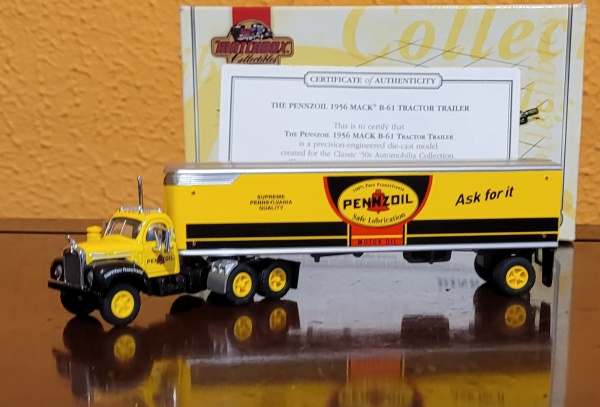 MATCHBOX
Collectibles
Collec
CERTIFICATE of AUTHENTICITY
THE PENNZOIL 1956 MACK® B-61 TRACTOR TRAILER
This is to certify that
THE PENNZOIL 1956 MACK B-61 TRACTOR TRAILER
is a precision-engineered die-cast model
created for the Classic '50s Automobilia Collection.
SUPREME
PENNSYLVANIA
QUALITY
100% Pure Pennsylvania
PENNZOIL
Safe Lubrication
MOTOR OIL
Ask for it
PENNZOIL